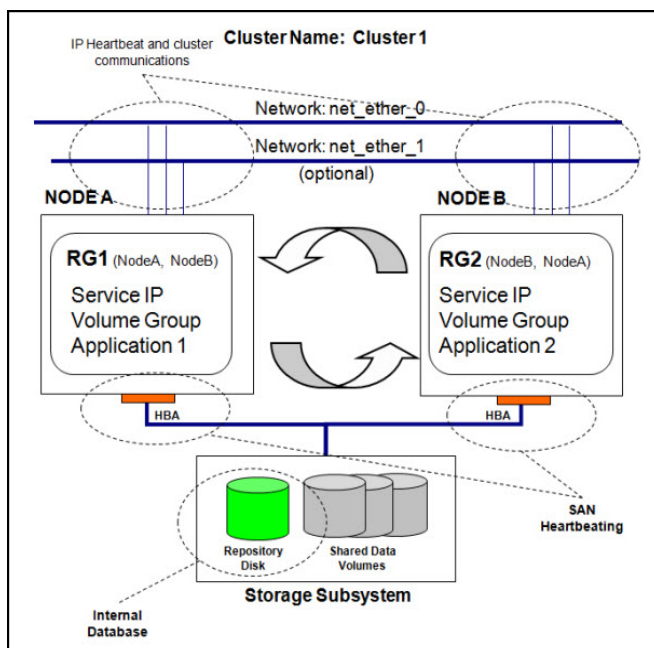 Cluster Name: Cluster 1
IP Heartbeat and cluster
communications
Network: net_ether_0
Network: net_ether_1
(optional)
NODE A
NODE B
RG1 (NodeA, NodeB)
Service IP
Volume Group
Application 1
RG2 (NodeB, NodeA)
Service IP
Volume Group
Application 2
HBA
HBA
Repository
Disk
Shared Data
Volumes
SAN
Heartbeating
Storage Subsystem
Internal
Database